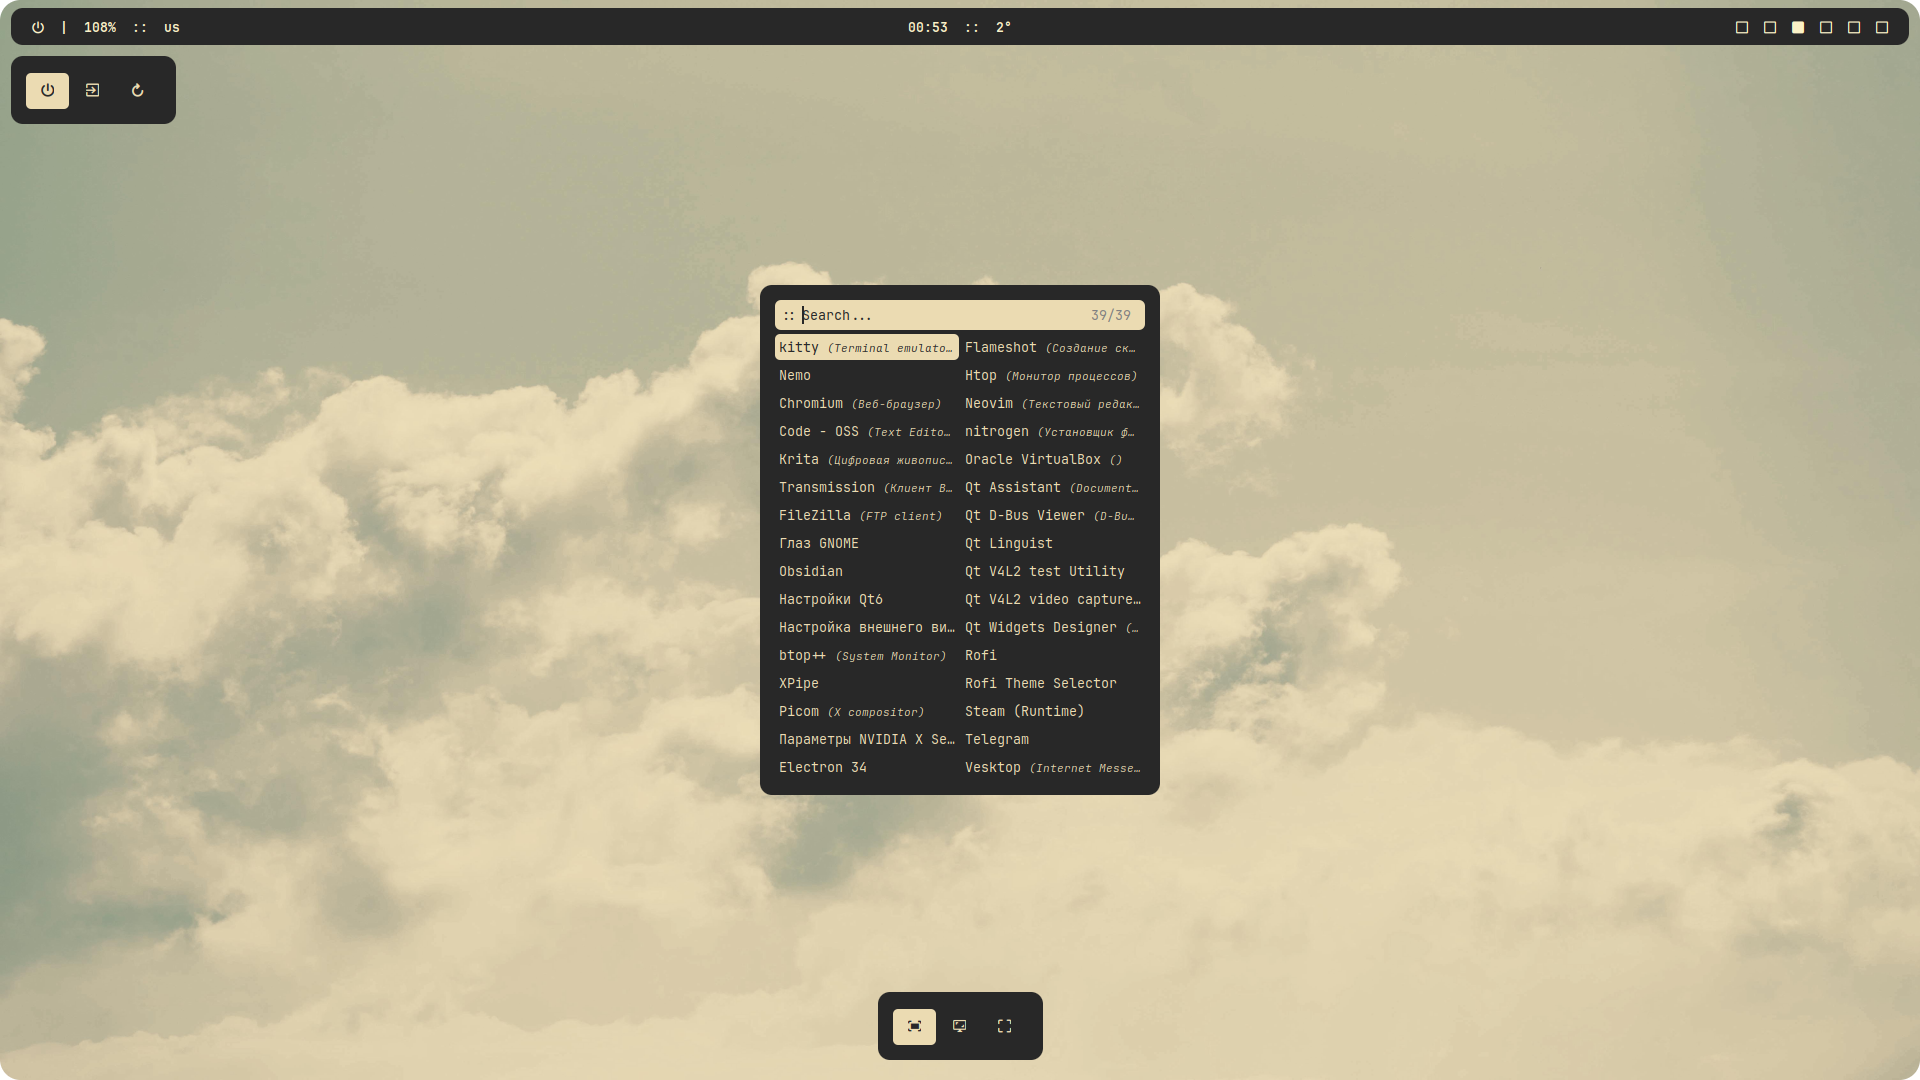 | 108% :: us
00:53 :: 2°
:: Search... 39/39
kitty (Terminal emulato…
Nemo
Chromium (Веб-браузер)
Code - OSS (Text Edito…
Krita (Цифровая живопис…
Transmission (Клиент B…
FileZilla (FTP client)
Глаз GNOME
Obsidian
Настройки Qt6
Настройка внешнего ви…
btop++ (System Monitor)
XPipe
Picom (X compositor)
Параметры NVIDIA X Se…
Electron 34
Flameshot (Создание ск…
Htop (Монитор процессов)
Neovim (Текстовый редак…
nitrogen (Установщик ф…
Oracle VirtualBox ()
Qt Assistant (Document…
Qt D-Bus Viewer (D-Bu…
Qt Linguist
Qt V4L2 test Utility
Qt V4L2 video capture…
Qt Widgets Designer (…
Rofi
Rofi Theme Selector
Steam (Runtime)
Telegram
Vesktop (Internet Messe…